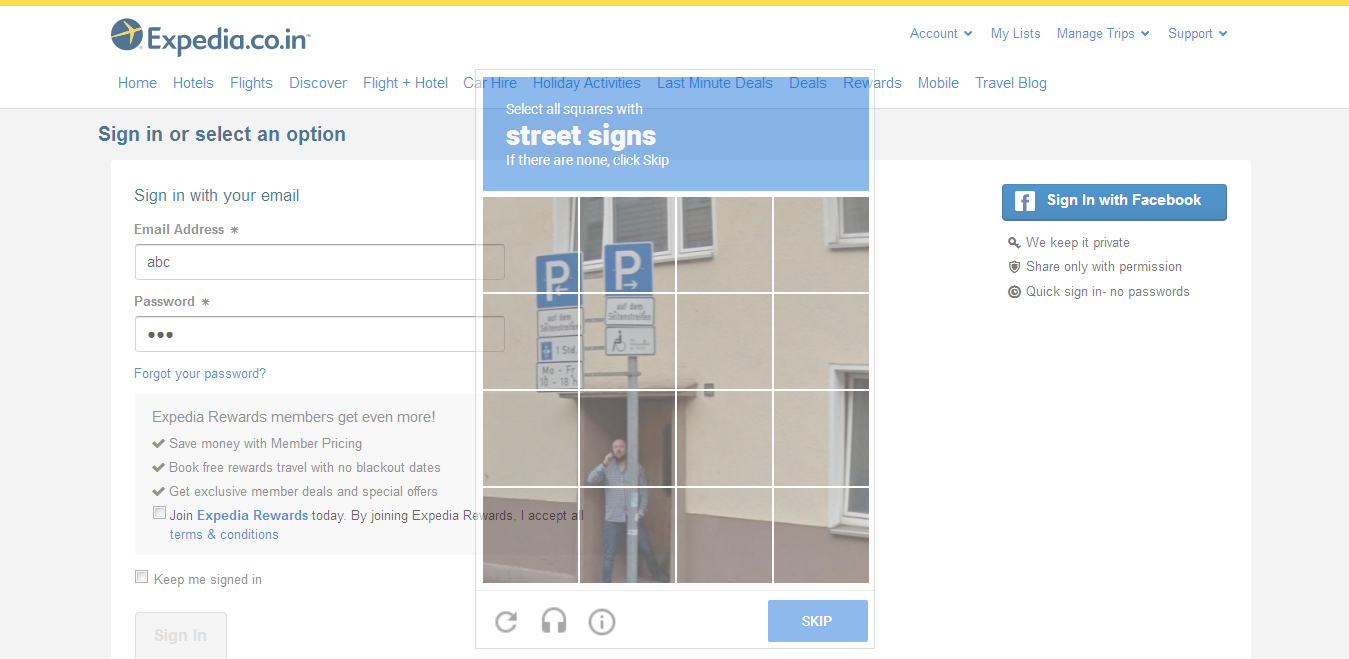 Expedia.co.in™
Account My Lists Manage Trips Support
Home Hotels Flights Discover Flight + Hotel Car Hire Holiday Activities Last Minute Deals Deals Rewards Mobile Travel Blog
Sign in or select an option
Select all squares with
street signs
If there are none, click Skip
Sign in with your email
Email Address *
abc
Password *
Forgot your password?
Expedia Rewards members get even more!
Save money with Member Pricing
Book free rewards travel with no blackout dates
Get exclusive member deals and special offers
Join Expedia Rewards today. By joining Expedia Rewards, I accept all
terms & conditions
Keep me signed in
Sign In
P
auf dem
Seitenstreifen
1 Std.
Mo - Fr
10 - 18 h
P
auf dem
Seitenstreifen
SKIP
Sign In with Facebook
We keep it private
Share only with permission
Quick sign in- no passwords